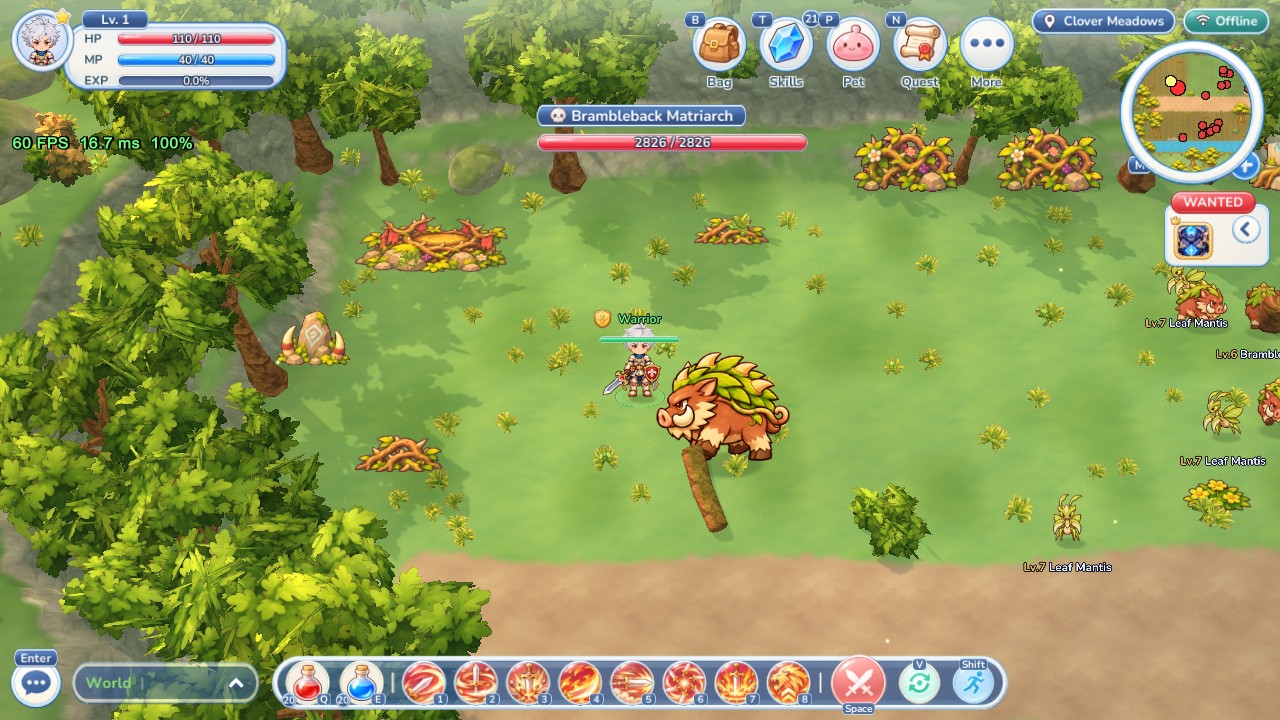 Lv. 1
HP 110 / 110
MP 40 / 40
EXP 0.0%
60 FPS 16.7 ms 100%
B
Bag
T
Skills
21
P
Pet
N
Quest
More
Clover Meadows
Offline
Brambleback Matriarch
2826 / 2826
M
WANTED
Warrior
Lv.7 Leaf Mantis
Lv.6 Bramble
Lv.7 Leaf Mantis
Lv.7 Leaf Mantis
Enter
World
20 Q
20 E
1
2
3
4
5
6
7
8
Space
V
Shift